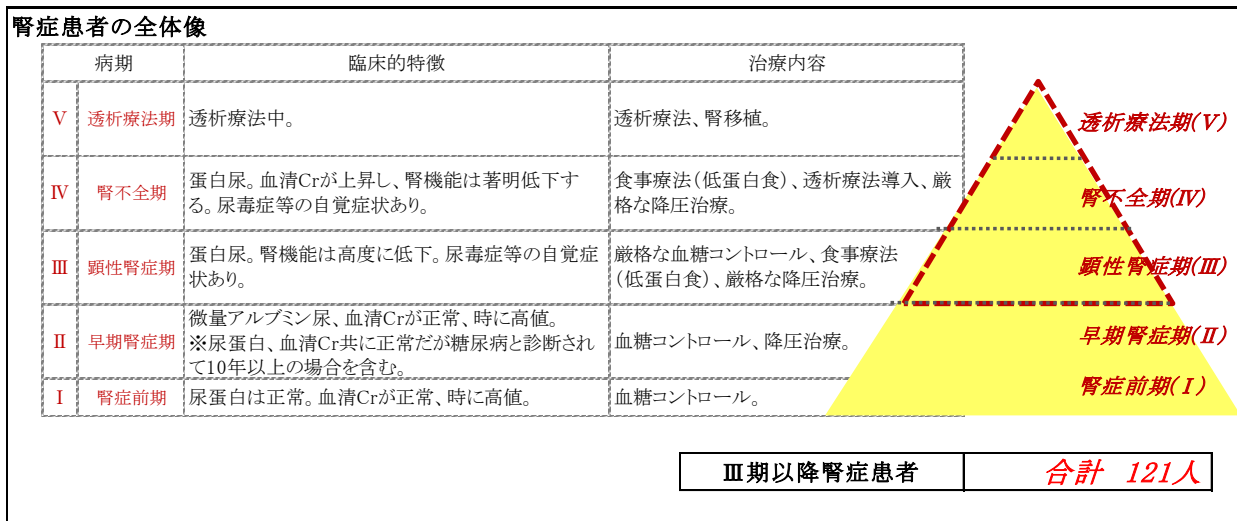 腎症患者の全体像
病期 臨床的特徴 治療内容
Ⅴ 透析療法期 透析療法中。 透析療法、腎移植。
Ⅳ 腎不全期 蛋白尿。血清Crが上昇し、腎機能は著明低下す
る。尿毒症等の自覚症状あり。
食事療法(低蛋白食)、透析療法導入、厳
格な降圧治療。
Ⅲ 顕性腎症期 蛋白尿。腎機能は高度に低下。尿毒症等の自覚症
状あり。
厳格な血糖コントロール、食事療法
(低蛋白食)、厳格な降圧治療。
Ⅱ 早期腎症期 微量アルブミン尿、血清Crが正常、時に高値。
※尿蛋白、血清Cr共に正常だが糖尿病と診断され
て10年以上の場合を含む。
血糖コントロール、降圧治療。
Ⅰ 腎症前期 尿蛋白は正常。血清Crが正常、時に高値。 血糖コントロール。
透析療法期(Ⅴ)
腎不全期(Ⅳ)
顕性腎症期(Ⅲ)
早期腎症期(Ⅱ)
腎症前期(Ⅰ)
Ⅲ期以降腎症患者 合計 121人